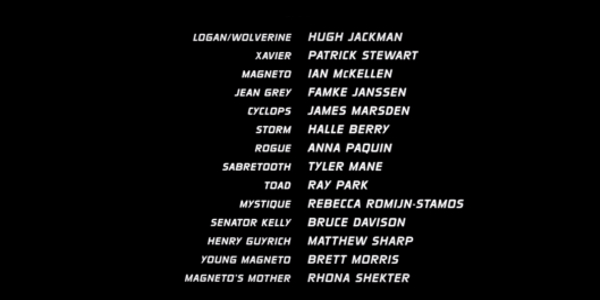 LOGAN/WOLVERINE HUGH JACKMAN
XAVIER PATRICK STEWART
MAGNETO IAN McKELLEN
JEAN GREY FAMKE JANSSEN
CYCLOPS JAMES MARSDEN
STORM HALLE BERRY
ROGUE ANNA PAQUIN
SABRETOOTH TYLER MANE
TOAD RAY PARK
MYSTIQUE REBECCA ROMIJN-STAMOS
SENATOR KELLY BRUCE DAVISON
HENRY GUYRICH MATTHEW SHARP
YOUNG MAGNETO BRETT MORRIS
MAGNETO'S MOTHER RHONA SHEKTER